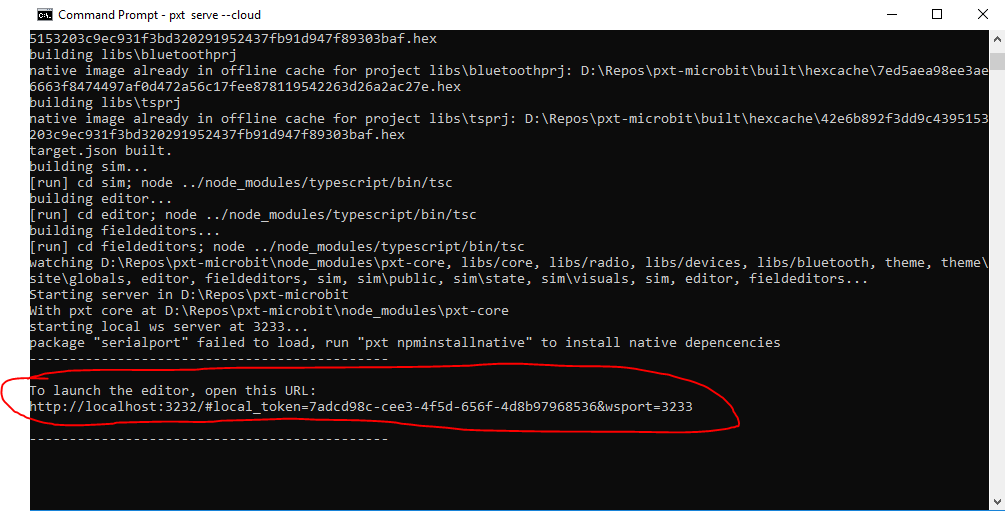 Command Prompt - pxt serve --cloud
5153203c9ec931f3bd320291952437fb91d947f89303baf.hex
building libs\bluetoothprj
native image already in offline cache for project libs\bluetoothprj: D:\Repos\pxt-microbit\built\hexcache\7ed5aea98ee3ae
6663f8474497af0d472a56c17fee878119542263d26a2ac27e.hex
building libs\tsprj
native image already in offline cache for project libs\tsprj: D:\Repos\pxt-microbit\built\hexcache\42e6b892f3dd9c4395153
203c9ec931f3bd320291952437fb91d947f89303baf.hex
target.json built.
building sim...
[run] cd sim; node ../node_modules/typescript/bin/tsc
building editor...
[run] cd editor; node ../node_modules/typescript/bin/tsc
building fieldeditors...
[run] cd fieldeditors; node ../node_modules/typescript/bin/tsc
watching D:\Repos\pxt-microbit\node_modules\pxt-core, libs/core, libs/radio, libs/devices, libs/bluetooth, theme, theme\
site\globals, editor, fieldeditors, sim, sim\public, sim\state, sim\visuals, sim, editor, fieldeditors...
Starting server in D:\Repos\pxt-microbit
With pxt core at D:\Repos\pxt-microbit\node_modules\pxt-core
starting local ws server at 3233...
package "serialport" failed to load, run "pxt npminstallnative" to install native depencencies
---------------------------------------------
To launch the editor, open this URL:
http://localhost:3232/#local_token=7adcd98c-cee3-4f5d-656f-4d8b97968536&wsport=3233
---------------------------------------------